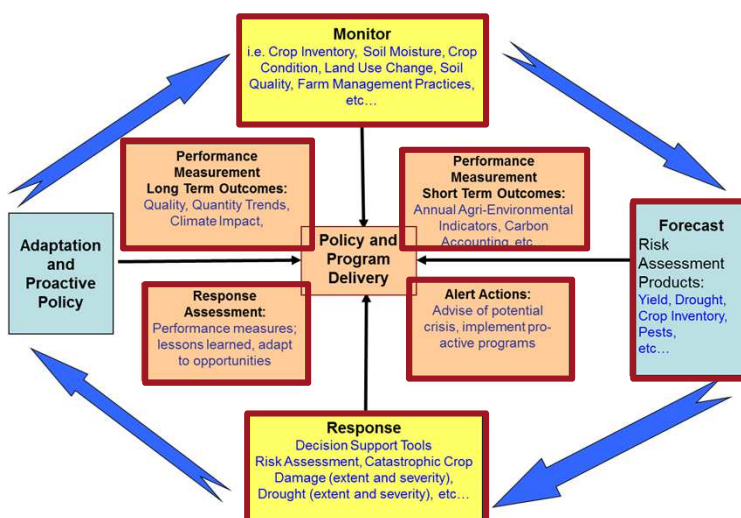 Monitor
i.e. Crop Inventory, Soil Moisture, Crop
Condition, Land Use Change, Soil
Quality, Farm Management Practices,
etc…
Performance
Measurement
Long Term Outcomes:
Quality, Quantity Trends,
Climate Impact,
Performance
Measurement
Short Term Outcomes:
Annual Agri-Environmental
Indicators, Carbon
Accounting, etc…
Adaptation
and
Proactive
Policy
Policy and
Program
Delivery
Forecast
Risk
Assessment
Products:
Yield, Drought,
Crop Inventory,
Pests,
etc…
Response
Assessment:
Performance measures;
lessons learned, adapt
to opportunities
Alert Actions:
Advise of potential
crisis, implement pro-
active programs
Response
Decision Support Tools
Risk Assessment, Catastrophic Crop
Damage (extent and severity),
Drought (extent and severity), etc…